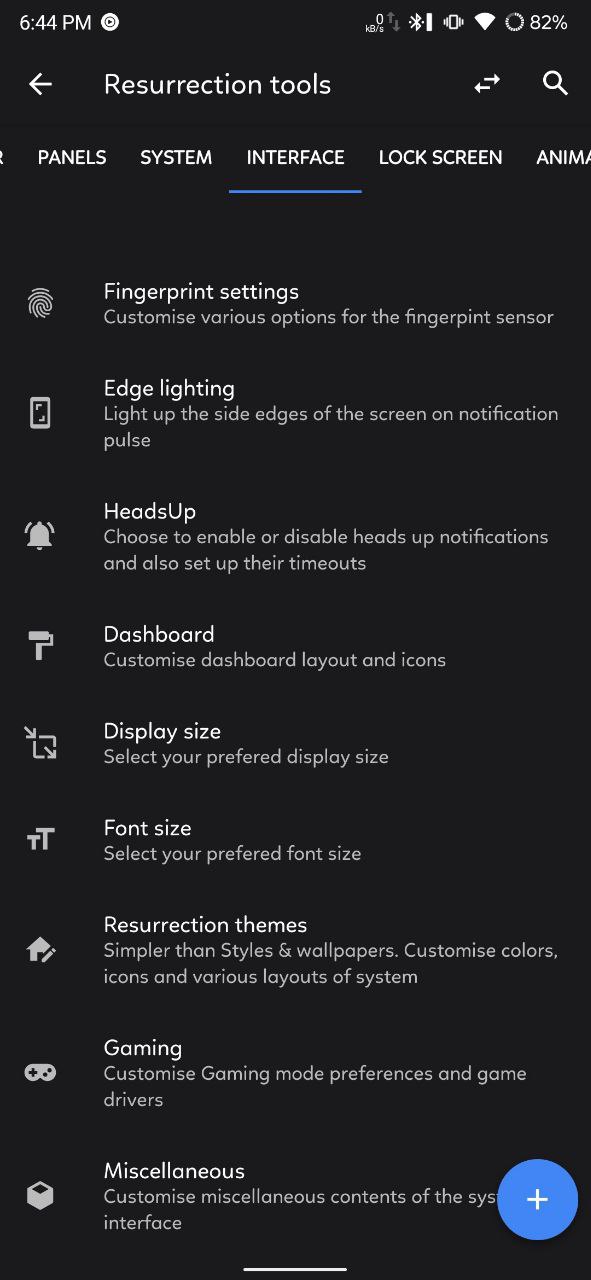 6:44 PM
0
kB/s
82%
Resurrection tools
R PANELS SYSTEM INTERFACE LOCK SCREEN ANIMA
Fingerprint settings
Customise various options for the fingerpint sensor
Edge lighting
Light up the side edges of the screen on notification
pulse
HeadsUp
Choose to enable or disable heads up notifications
and also set up their timeouts
Dashboard
Customise dashboard layout and icons
Display size
Select your prefered display size
Font size
Select your prefered font size
Resurrection themes
Simpler than Styles & wallpapers. Customise colors,
icons and various layouts of system
Gaming
Customise Gaming mode preferences and game
drivers
Miscellaneous
Customise miscellaneous contents of the sys
interface